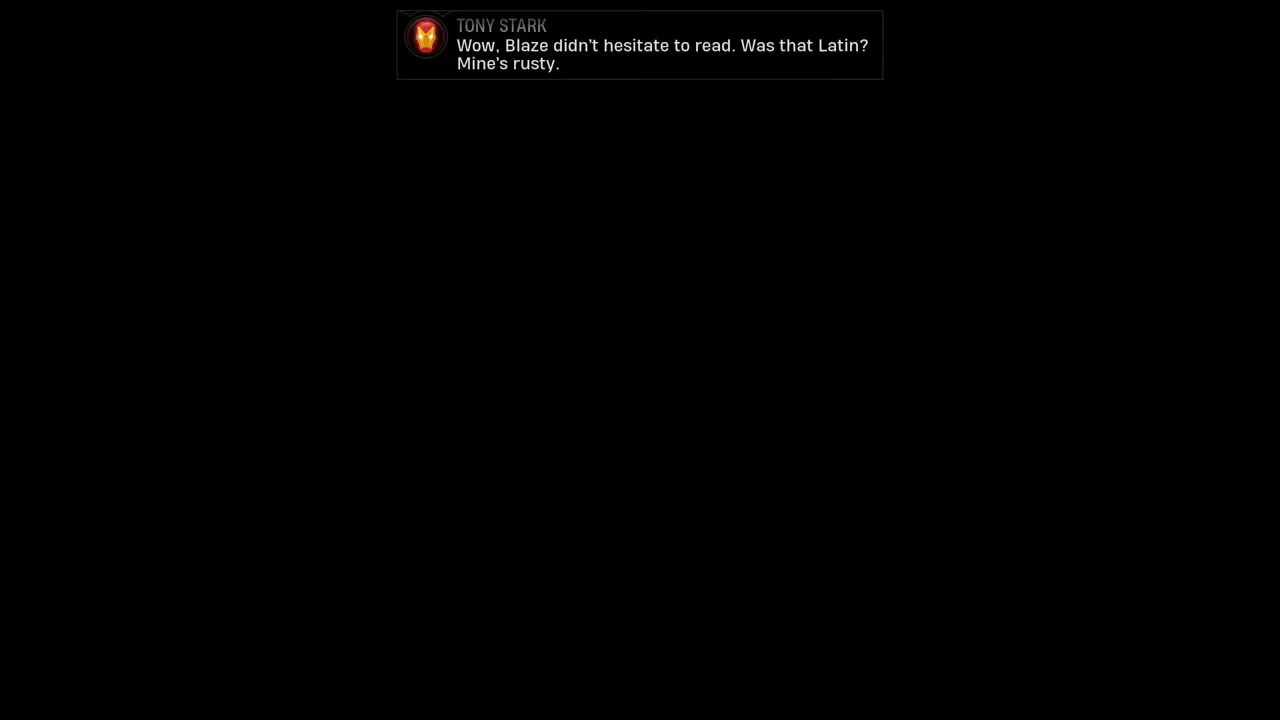 TONY STARK
Wow, Blaze didn't hesitate to read. Was that Latin?
Mine's rusty.